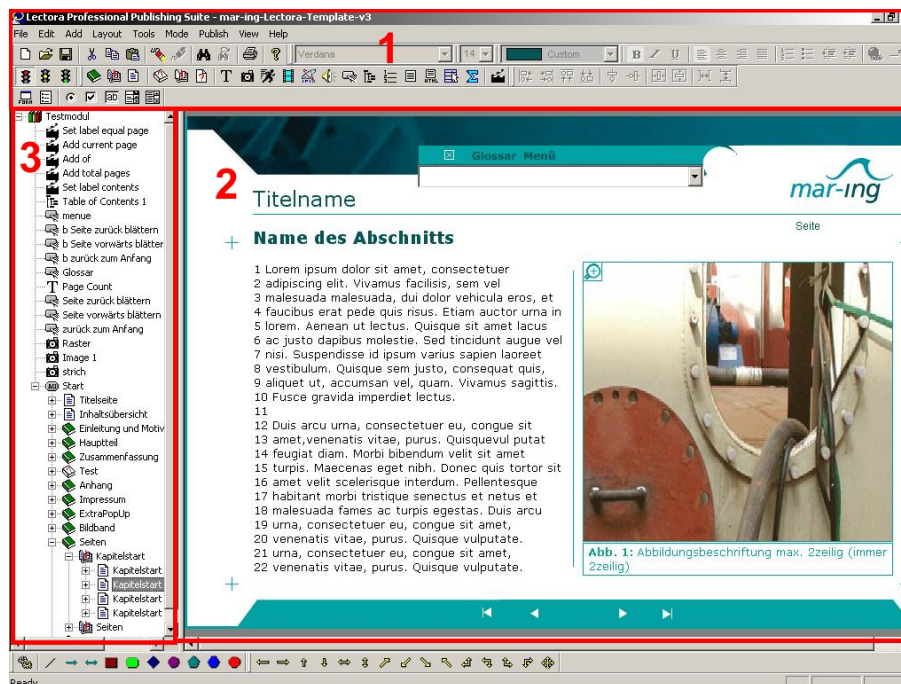 Lectora Professional Publishing Suite - mar-ing-Lectora-Template-v3
File Edit Add Layout Tools Mode Publish View Help
Verdana 14 Custom B I U
1
Testmodul
Set label equal page
Add current page
Add of
Add total pages
Set label contents
Table of Contents 1
menue
b Seite zurück blättern
b Seite vorwärts blätter
b zurück zum Anfang
Glossar
Page Count
Seite zurück blättern
Seite vorwärts blättern
zurück zum Anfang
Raster
Image 1
strich
Start
Titelseite
Inhaltsübersicht
Einleitung und Motiv
Hauptteil
Zusammenfassung
Test
Anhang
Impressum
ExtraPopUp
Bildband
Seiten
Kapitelstart
Kapitelstart
Kapitelstart
Kapitelstart
Kapitelstart
Seiten
3
2
Glossar Menü
Titelname
mar-ing
Seite
Name des Abschnitts
1 Lorem ipsum dolor sit amet, consectetuer
2 adipiscing elit. Vivamus facilisis, sem vel
3 malesuada malesuada, dui dolor vehicula eros, et
4 faucibus erat pede quis risus. Etiam auctor urna in
5 lorem. Aenean ut lectus. Quisque sit amet lacus
6 ac justo dapibus molestie. Sed tincidunt augue vel
7 nisi. Suspendisse id ipsum varius sapien laoreet
8 vestibulum. Quisque sem justo, consequat quis,
9 aliquet ut, accumsan vel, quam. Vivamus sagittis.
10 Fusce gravida imperdiet lectus.
11
12 Duis arcu urna, consectetuer eu, congue sit
13 amet,venenatis vitae, purus. Quisquevul putat
14 feugiat diam. Morbi bibendum velit sit amet
15 turpis. Maecenas eget nibh. Donec quis tortor sit
16 amet velit scelerisque interdum. Pellentesque
17 habitant morbi tristique senectus et netus et
18 malesuada fames ac turpis egestas. Duis arcu
19 urna, consectetuer eu, congue sit amet,
20 venenatis vitae, purus. Quisque vulputate.
21 urna, consectetuer eu, congue sit amet,
22 venenatis vitae, purus. Quisque vulputate.
Abb. 1: Abbildungsbeschriftung max. 2zeilig (immer
2zeilig)
Ready